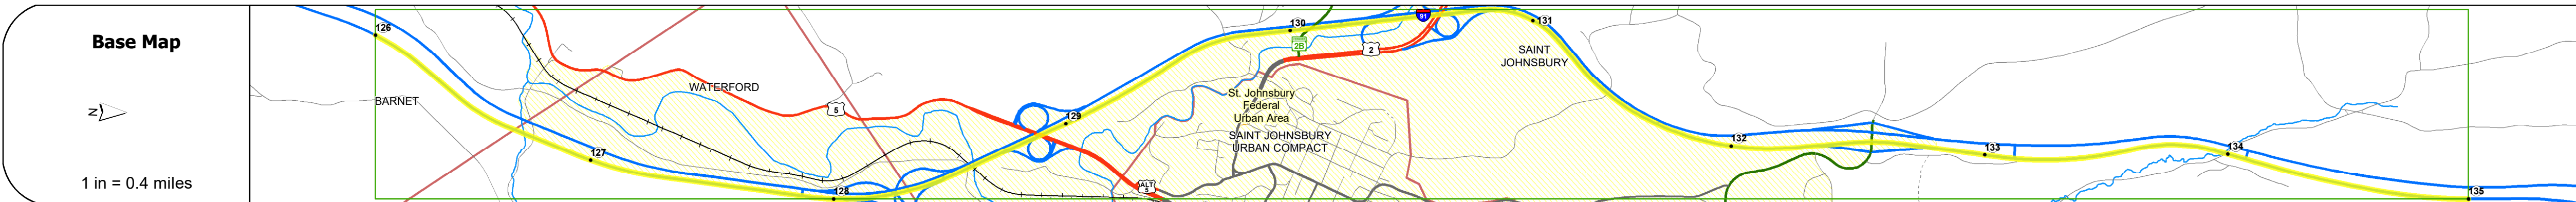 Base Map
N
1 in = 0.4 miles
126
BARNET
127
WATERFORD
5
128
129
130
91
2B
2
131
SAINT
JOHNSBURY
St. Johnsbury
Federal
Urban Area
SAINT JOHNSBURY
URBAN COMPACT
ALT
5
132
133
134
135